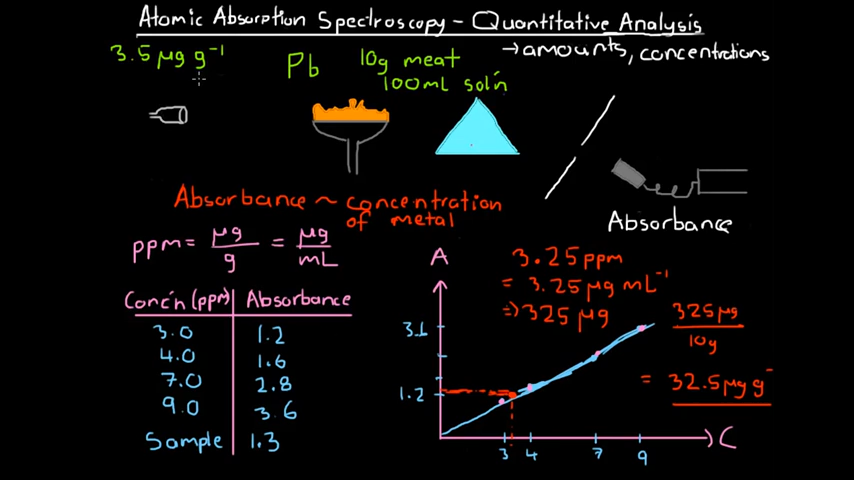 Atomic Absorption Spectroscopy - Quantitative Analysis
→ amounts, concentrations
3.5 µg g⁻¹
Pb
10g meat
100mL sol'n
Absorbance
Absorbance ~ concentration
of metal
ppm = µg/g = µg/mL
Conc'n (ppm) Absorbance
3.0 1.2
4.0 1.6
7.0 2.8
9.0 3.6
Sample 1.3
A
3.1
1.2
3 4 7 9
C
3.25 ppm
= 3.25 µg mL⁻¹
⇒ 325 µg
325 µg
10g
= 32.5 µg g⁻